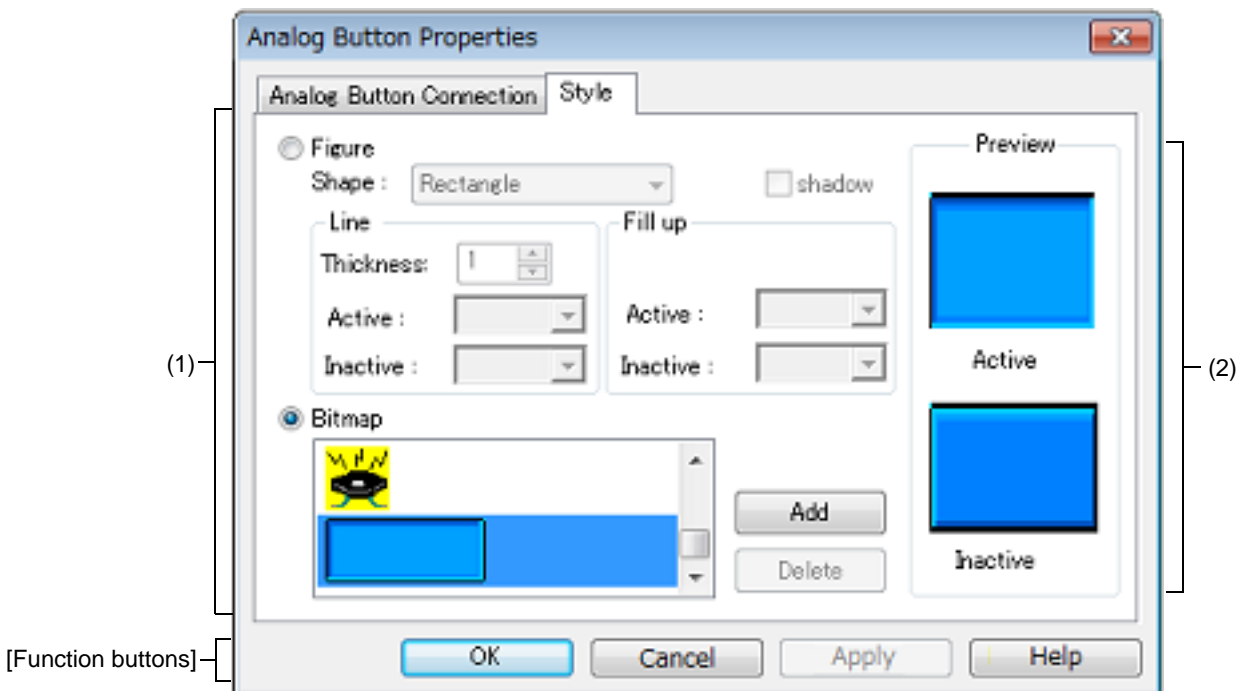 Analog Button Properties
Analog Button Connection
Style
Figure
Shape : Rectangle
shadow
Line
Thickness: 1
Active :
Inactive :
Fill up
Active :
Inactive :
Bitmap
Add
Delete
Preview
Active
Inactive
(1)
(2)
[Function buttons]
OK
Cancel
Apply
Help